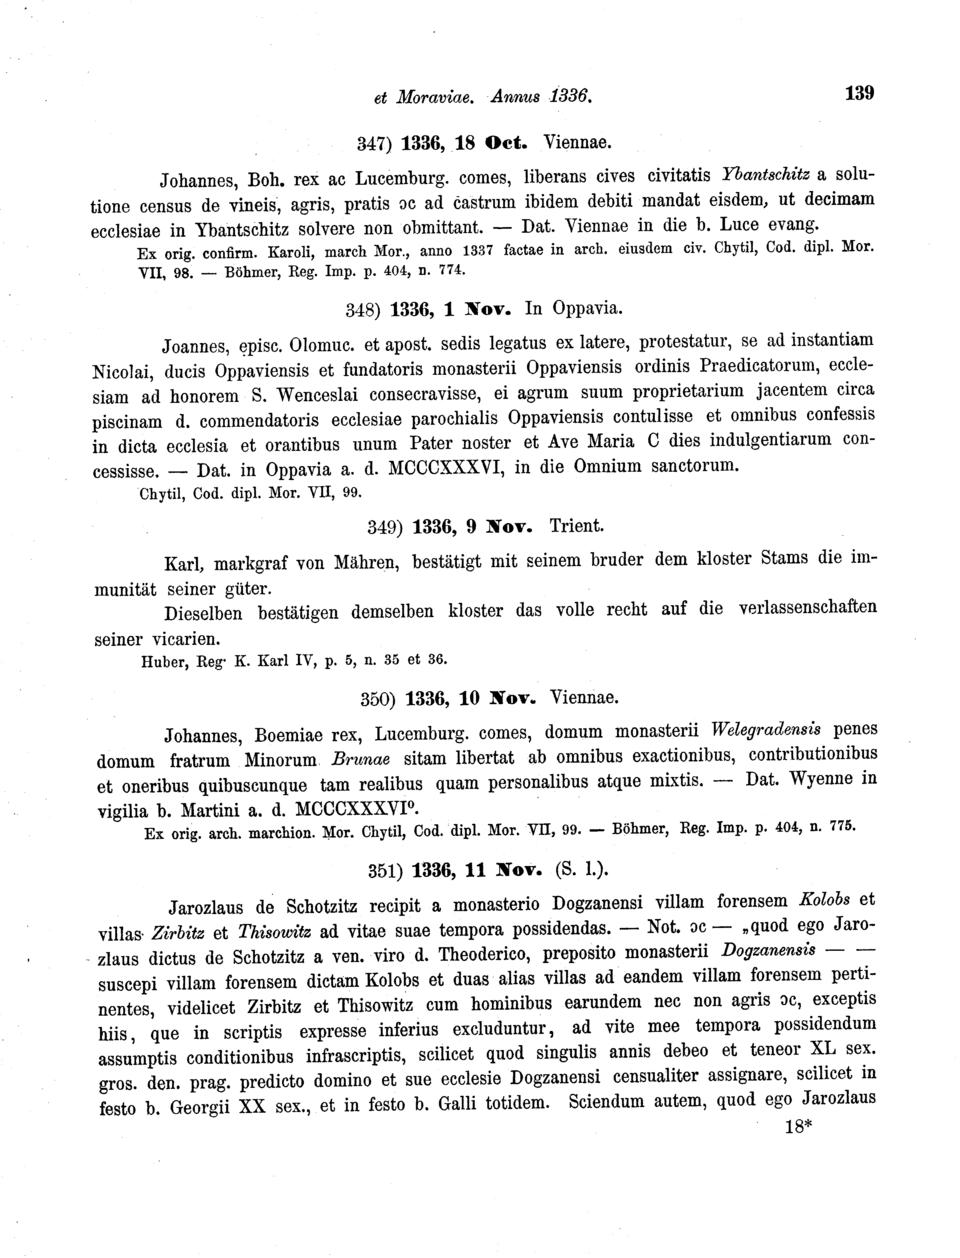 et Moraviae. Annus 1336. 139
347) 1336, 18 Oct. Viennae.
Johannes, Boh. rex ac Lucemburg. comes, liberans cives civitatis Ybantschitz a solu-
tione census de vineis, agris, pratis ɔc ad castrum ibidem debiti mandat eisdem, ut decimam
ecclesiae in Ybantschitz solvere non obmittant. — Dat. Viennae in die b. Luce evang.
Ex orig. confirm. Karoli, march Mor., anno 1337 factae in arch. eiusdem civ. Chytil, Cod. dipl. Mor.
VII, 98. — Böhmer, Reg. Imp. p. 404, n. 774.
348) 1336, 1 Nov. In Oppavia.
Joannes, episc. Olomuc. et apost. sedis legatus ex latere, protestatur, se ad instantiam
Nicolai, ducis Oppaviensis et fundatoris monasterii Oppaviensis ordinis Praedicatorum, eccle-
siam ad honorem S. Wenceslai consecravisse, ei agrum suum proprietarium jacentem circa
piscinam d. commendatoris ecclesiae parochialis Oppaviensis contulisse et omnibus confessis
in dicta ecclesia et orantibus unum Pater noster et Ave Maria C dies indulgentiarum con-
cessisse. — Dat. in Oppavia a. d. MCCCXXXVI, in die Omnium sanctorum.
Chytil, Cod. dipl. Mor. VII, 99.
349) 1336, 9 Nov. Trient.
Karl, markgraf von Mähren, bestätigt mit seinem bruder dem kloster Stams die im-
munität seiner güter.
Dieselben bestätigen demselben kloster das volle recht auf die verlassenschaften
seiner vicarien.
Huber, Reg· K. Karl IV, p. 5, n. 35 et 36.
350) 1336, 10 Nov. Viennae.
Johannes, Boemiae rex, Lucemburg. comes, domum monasterii Welegradensis penes
domum fratrum Minorum Brunae sitam libertat ab omnibus exactionibus, contributionibus
et oneribus quibuscunque tam realibus quam personalibus atque mixtis. — Dat. Wyenne in
vigilia b. Martini a. d. MCCCXXXVI⁰.
Ex orig. arch. marchion. Mor. Chytil, Cod. dipl. Mor. VII, 99. — Böhmer, Reg. Imp. p. 404, n. 775.
351) 1336, 11 Nov. (S. l.).
Jarozlaus de Schotzitz recipit a monasterio Dogzanensi villam forensem Kolobs et
villas Zirbitz et Thisowitz ad vitae suae tempora possidendas. — Not. ɔc — „quod ego Jaro-
zlaus dictus de Schotzitz a ven. viro d. Theoderico, preposito monasterii Dogzanensis — —
suscepi villam forensem dictam Kolobs et duas alias villas ad eandem villam forensem perti-
nentes, videlicet Zirbitz et Thisowitz cum hominibus earundem nec non agris ɔc, exceptis
hiis, que in scriptis expresse inferius excluduntur, ad vite mee tempora possidendum
assumptis conditionibus infrascriptis, scilicet quod singulis annis debeo et teneor XL sex.
gros. den. prag. predicto domino et sue ecclesie Dogzanensi censualiter assignare, scilicet in
festo b. Georgii XX sex., et in festo b. Galli totidem. Sciendum autem, quod ego Jarozlaus
18*